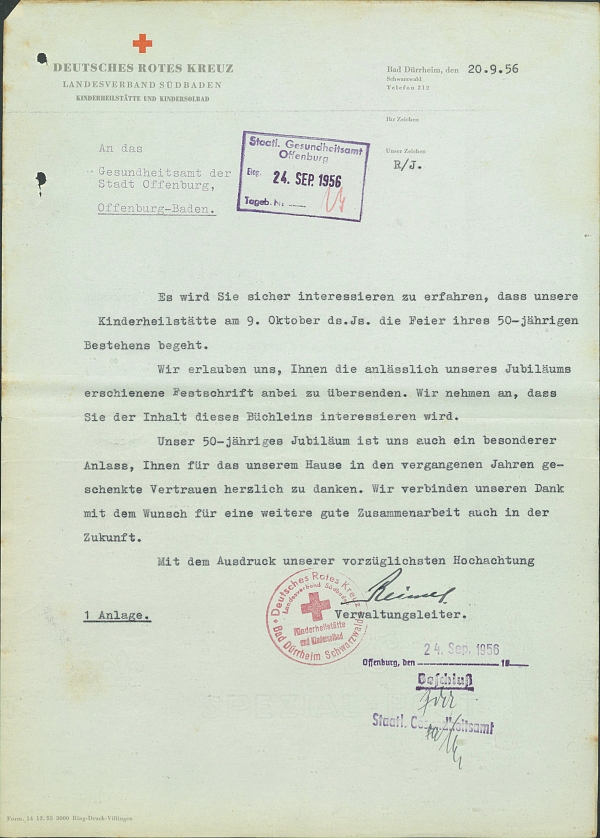 DEUTSCHES ROTES KREUZ
LANDESVERBAND SÜDBADEN
KINDERHEILSTÄTTE UND KINDERSOLBAD
Bad Dürrheim, den 20.9.56
Schwarzwald
Telefon 212
Ihr Zeichen
Unser Zeichen
R/J.
An das
Gesundheitsamt der
Stadt Offenburg,
Offenburg-Baden.
Staatl. Gesundheitsamt
Offenburg
Eing. 24. SEP. 1956
Tageb. Nr.
Es wird Sie sicher interessieren zu erfahren, dass unsere
Kinderheilstätte am 9. Oktober ds.Js. die Feier ihres 50-jährigen
Bestehens begeht.
Wir erlauben uns, Ihnen die anlässlich unseres Jubiläums
erschienene Festschrift anbei zu übersenden. Wir nehmen an, dass
Sie der Inhalt dieses Büchleins interessieren wird.
Unser 50-jähriges Jubiläum ist uns auch ein besonderer
Anlass, Ihnen für das unserem Hause in den vergangenen Jahren ge-
schenkte Vertrauen herzlich zu danken. Wir verbinden unseren Dank
mit dem Wunsch für eine weitere gute Zusammenarbeit auch in der
Zukunft.
Mit dem Ausdruck unserer vorzüglichsten Hochachtung
1 Anlage.
Deutsches Rotes Kreuz
Landesverband Südbaden
Kinderheilstätte
und Kindersolbad
Bad Dürrheim Schwarzwald
Verwaltungsleiter.
24. Sep. 1956
Offenburg, den 19
Beschluß
Staatl. Gesundheitsamt
Form. 14 12. 55 3000 Ring-Druck-Villingen